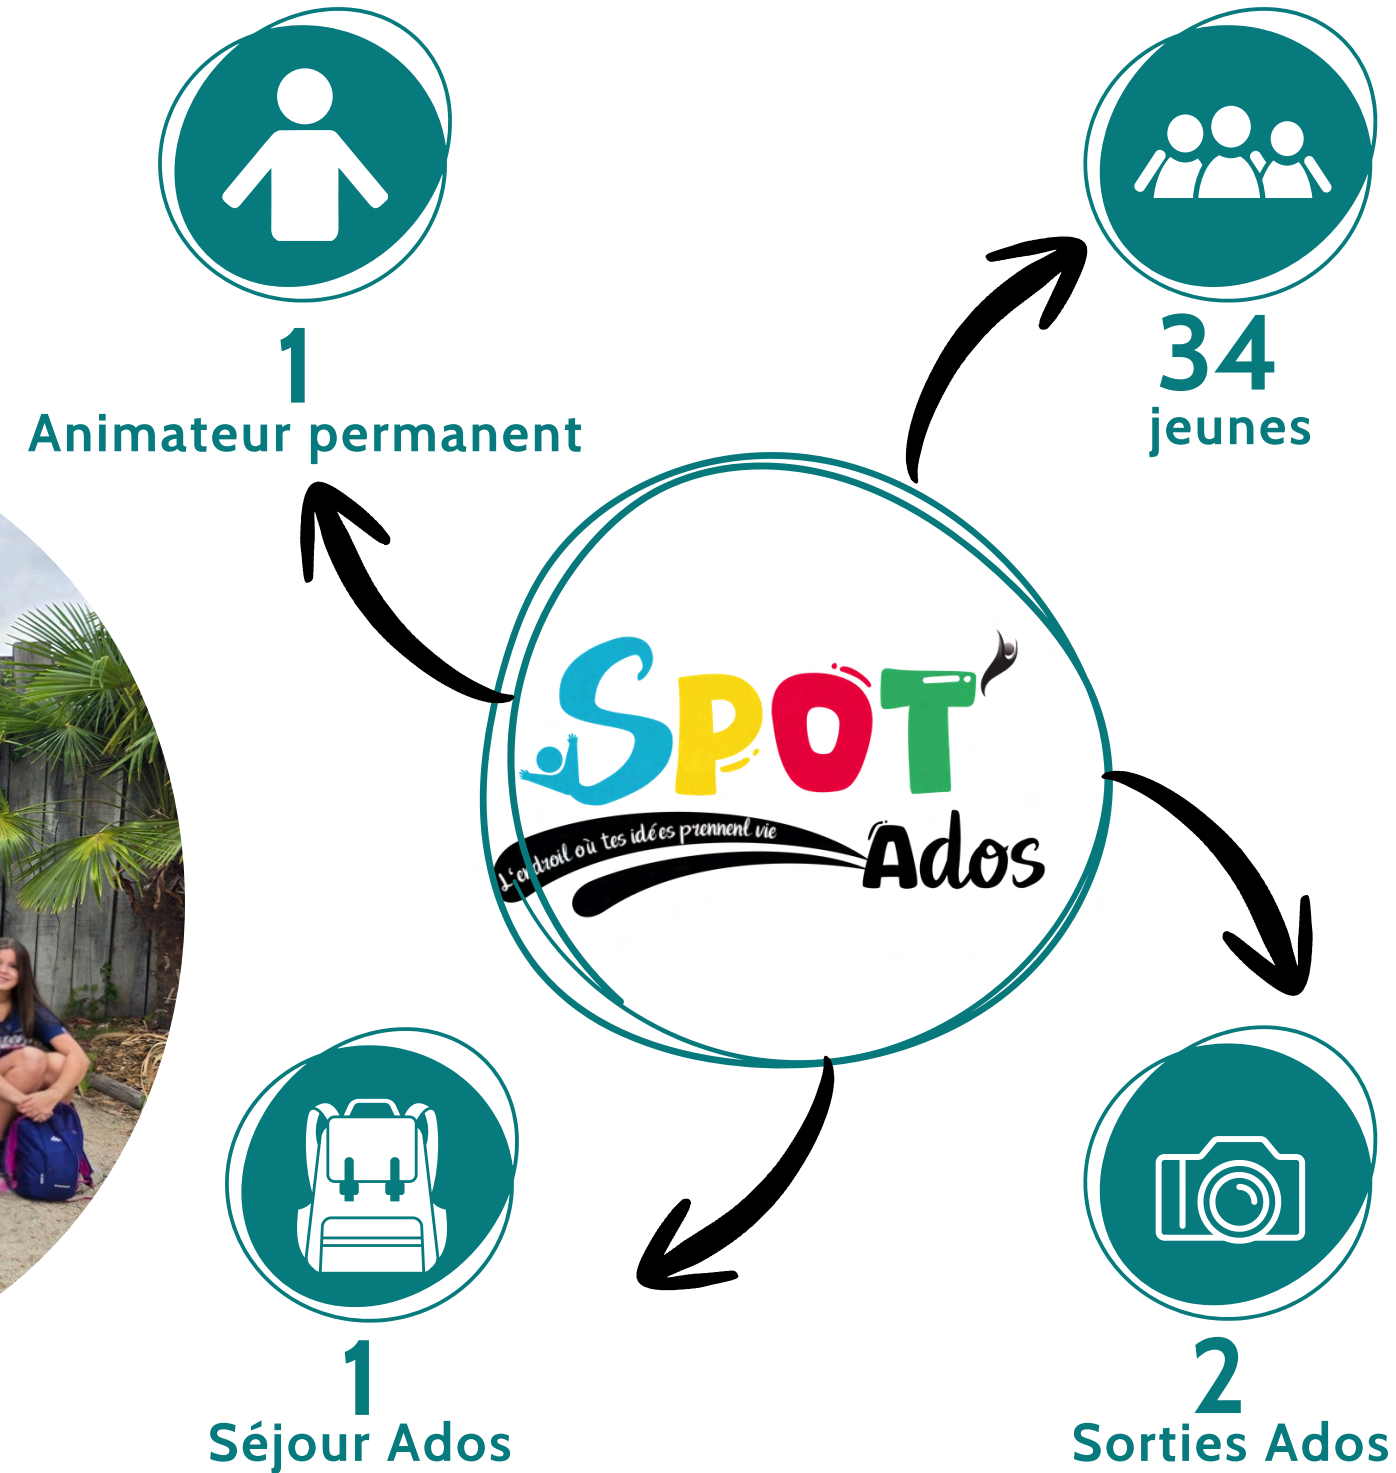 1
Animateur permanent
34
jeunes
SPOT'
L'endroit où tes idées prennent vie
Ados
1
Séjour Ados
2
Sorties Ados